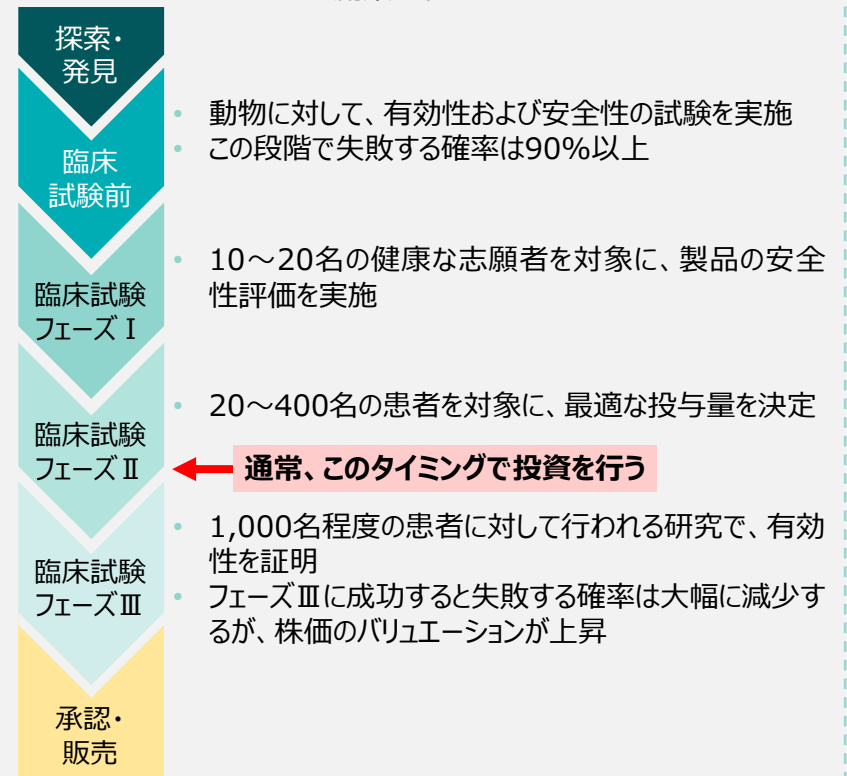 探索・
発見
• 動物に対して、有効性および安全性の試験を実施
• この段階で失敗する確率は90%以上
臨床
試験前
• 10～20名の健康な志願者を対象に、製品の安全
性評価を実施
臨床試験
フェーズⅠ
• 20～400名の患者を対象に、最適な投与量を決定
臨床試験
フェーズⅡ
通常、このタイミングで投資を行う
• 1,000名程度の患者に対して行われる研究で、有効
性を証明
• フェーズⅢに成功すると失敗する確率は大幅に減少す
るが、株価のバリュエーションが上昇
臨床試験
フェーズⅢ
承認・
販売